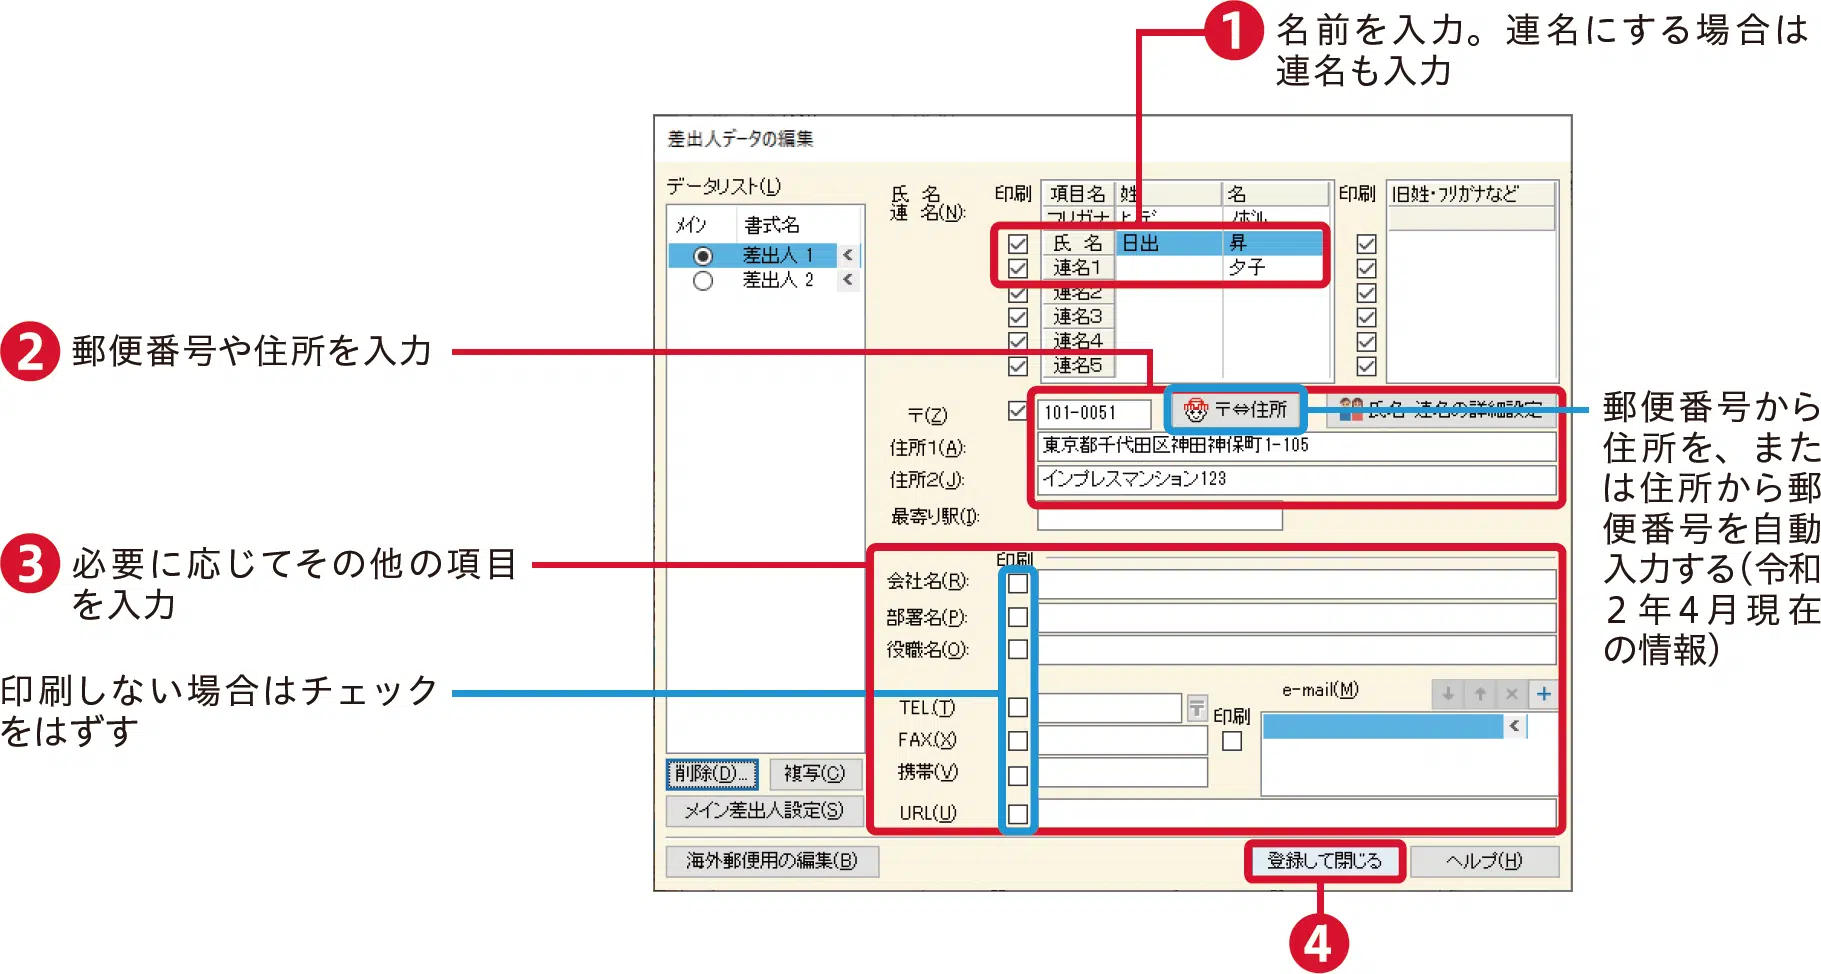 1 名前を入力。連名にする場合は
連名も入力
差出人データの編集
データリスト(L)
メイン 書式名
差出人 1 <
差出人 2 <
氏 名
連 名(N):
印刷 項目名 姓 名 印刷 旧姓・フリガナなど
フリガナ ヒノデ ノボル
氏 名 日出 昇
連名1 夕子
連名2
連名3
連名4
連名5
2 郵便番号や住所を入力
〒(Z) 101-0051 〒⇔住所 氏名・連名の詳細設定
住所1(A): 東京都千代田区神田神保町1-105
住所2(J): インプレスマンション123
最寄り駅(I):
郵便番号から
住所を、また
は住所から郵
便番号を自動
入力する(令和
2年4月現在
の情報)
3 必要に応じてその他の項目
を入力
印刷
会社名(R):
部署名(P):
役職名(O):
印刷しない場合はチェック
をはずす
TEL(T) 〒
FAX(X)
携帯(V)
URL(U)
印刷
e-mail(M) ↓ ↑ × +
<
削除(D)... 複写(C)
メイン差出人設定(S)
海外郵便用の編集(B) 登録して閉じる ヘルプ(H)
4